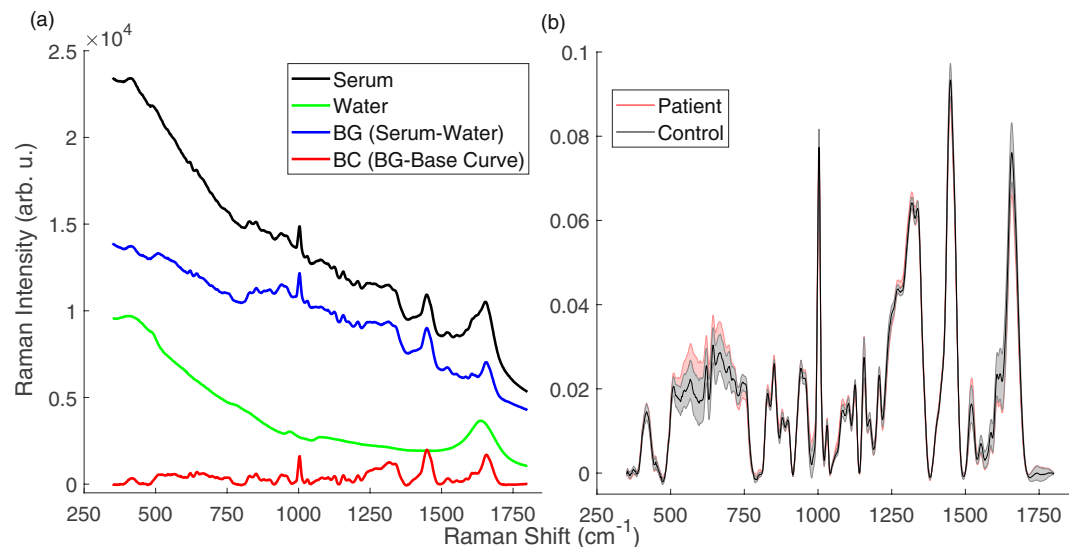 (a)
×10⁴
2.5
2
1.5
1
0.5
0
250
500
750
1000
1250
1500
1750
Raman Intensity (arb. u.)
Serum
Water
BG (Serum-Water)
BC (BG-Base Curve)
(b)
0.1
0.08
0.06
0.04
0.02
0
250
500
750
1000
1250
1500
1750
Patient
Control
Raman Shift (cm⁻¹)